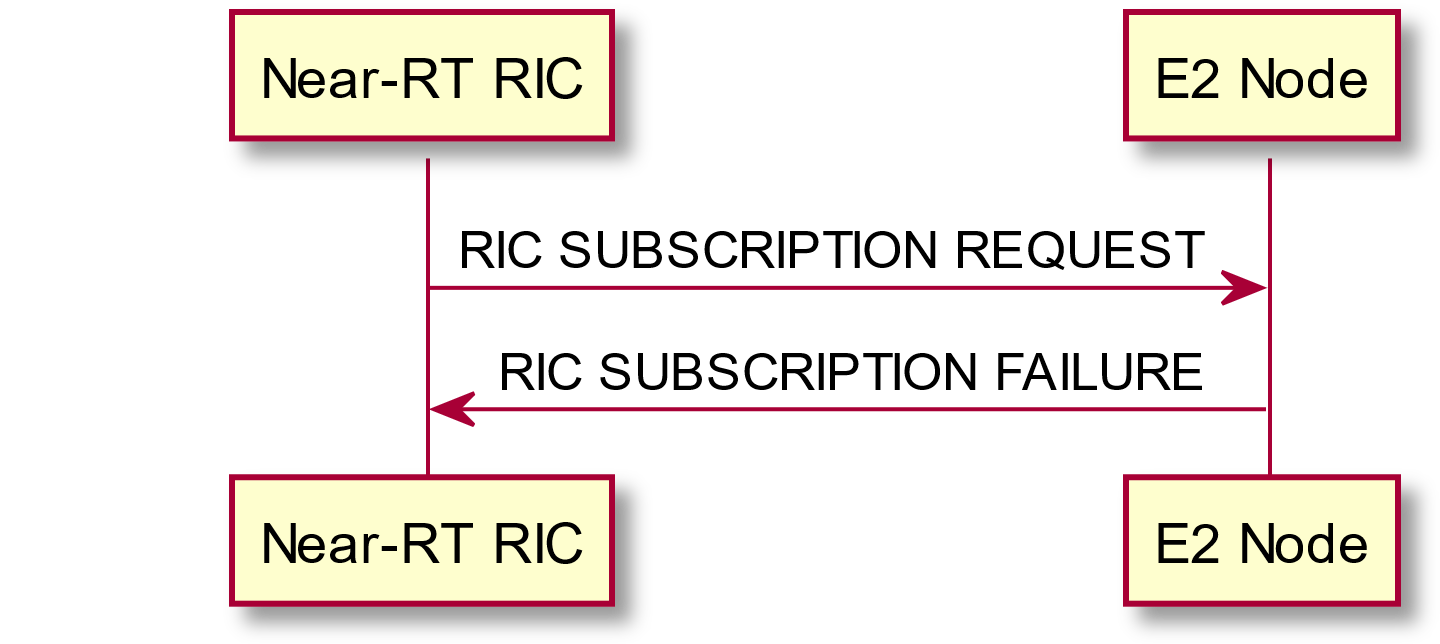 Near-RT RIC
E2 Node
RIC SUBSCRIPTION REQUEST
RIC SUBSCRIPTION FAILURE
Near-RT RIC
E2 Node